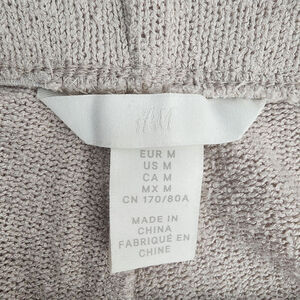 H&M
EUR M
US M
CA M
MX M
CN 170/80A
MADE IN
CHINA
FABRIQUÉ EN
CHINE